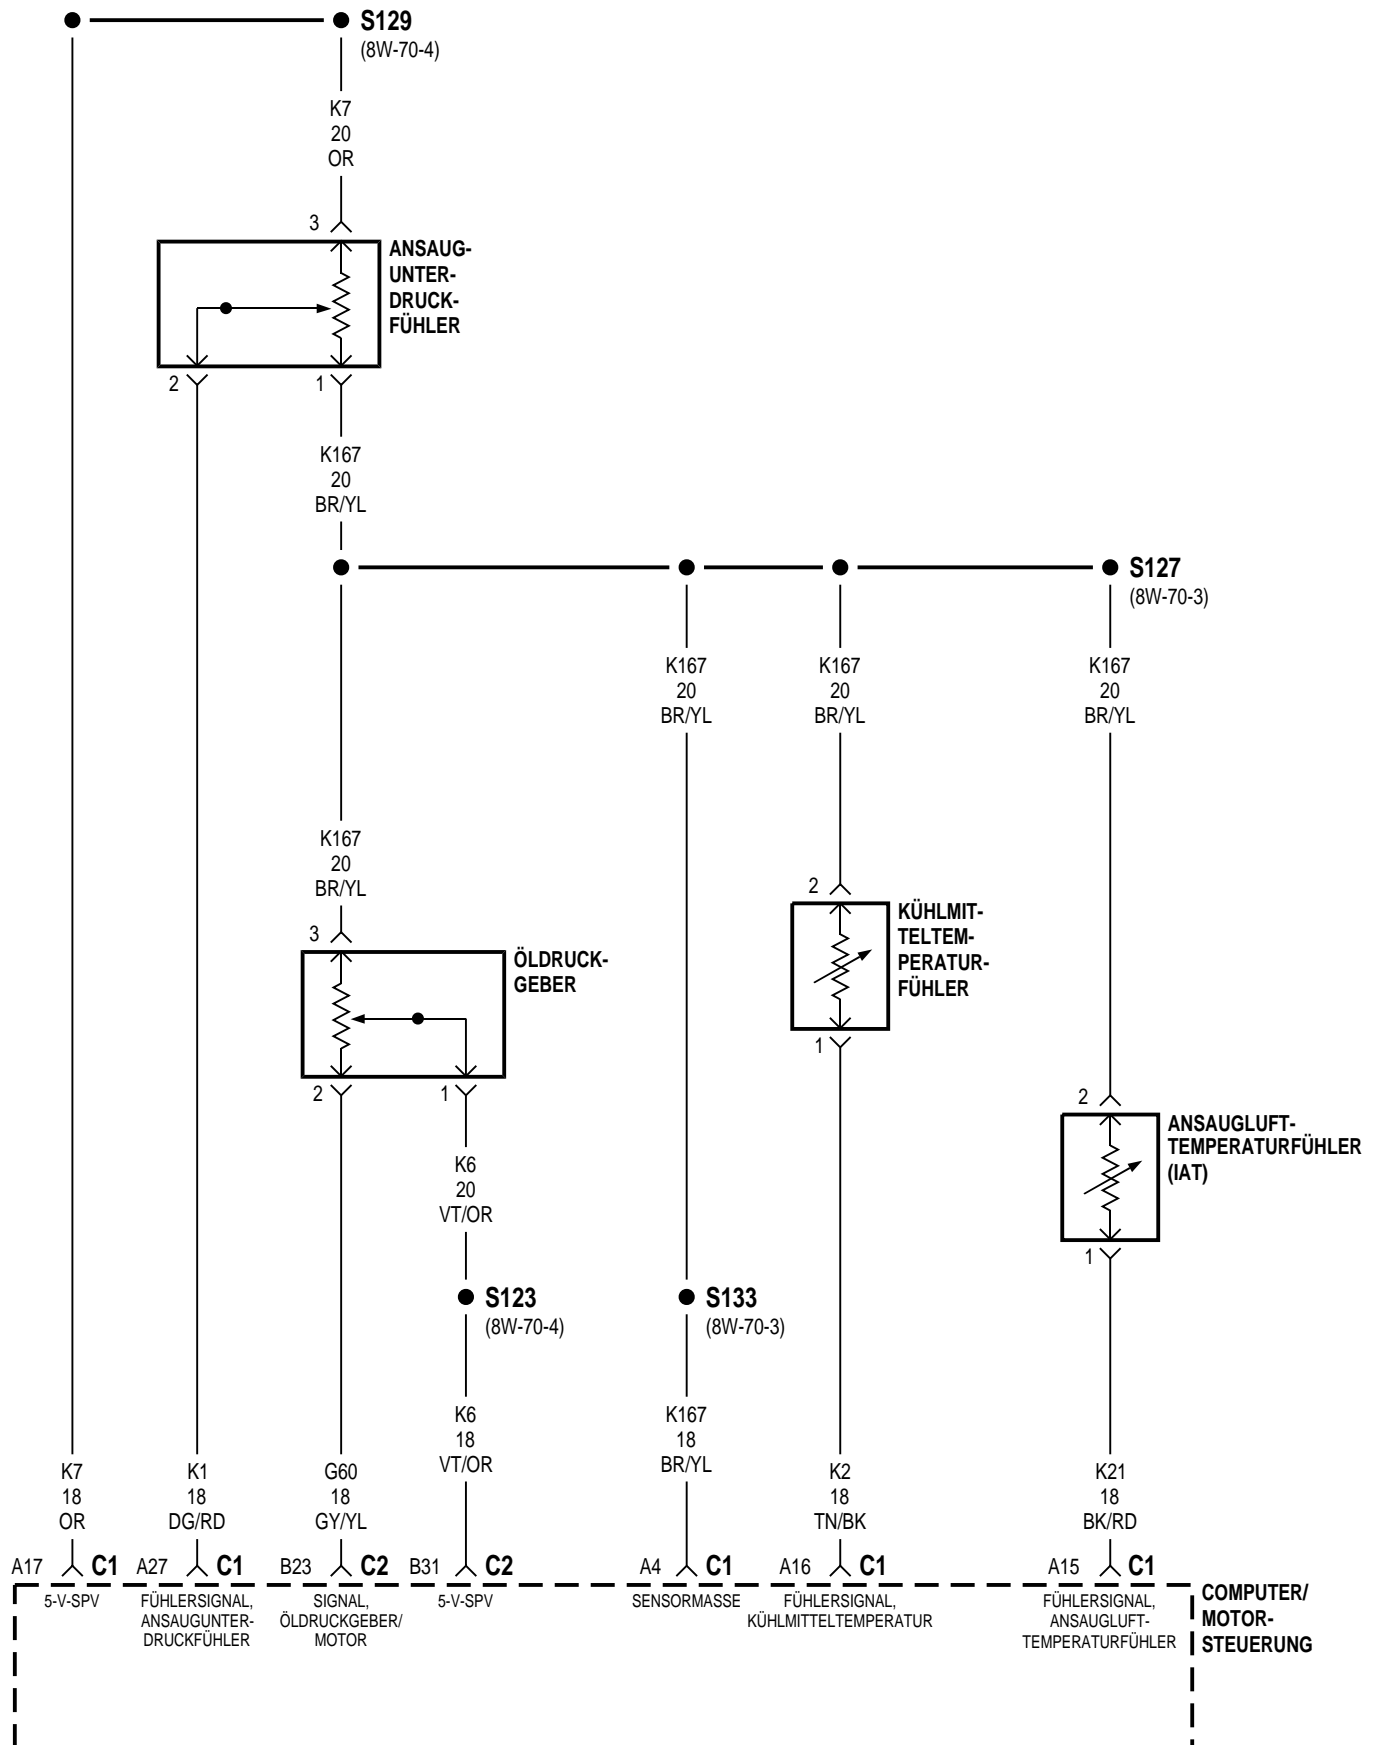 S129
(8W-70-4)
K7
20
OR
3
ANSAUG-
UNTER-
DRUCK-
FÜHLER
2
1
K167
20
BR/YL
S127
(8W-70-3)
K167
20
BR/YL
K167
20
BR/YL
K167
20
BR/YL
K167
20
BR/YL
3
ÖLDRUCK-
GEBER
2
1
2
KÜHLMIT-
TELTEM-
PERATUR-
FÜHLER
1
2
ANSAUGLUFT-
TEMPERATURFÜHLER
(IAT)
1
K6
20
VT/OR
S123
(8W-70-4)
S133
(8W-70-3)
K6
18
VT/OR
K167
18
BR/YL
K7
18
OR
K1
18
DG/RD
G60
18
GY/YL
K2
18
TN/BK
K21
18
BK/RD
A17 C1 A27 C1 B23 C2 B31 C2 A4 C1 A16 C1 A15 C1
5-V-SPV
FÜHLERSIGNAL,
ANSAUGUNTER-
DRUCKFÜHLER
SIGNAL,
ÖLDRUCKGEBER/
MOTOR
5-V-SPV
SENSORMASSE
FÜHLERSIGNAL,
KÜHLMITTELTEMPERATUR
FÜHLERSIGNAL,
ANSAUGLUFT-
TEMPERATURFÜHLER
COMPUTER/
MOTOR-
STEUERUNG